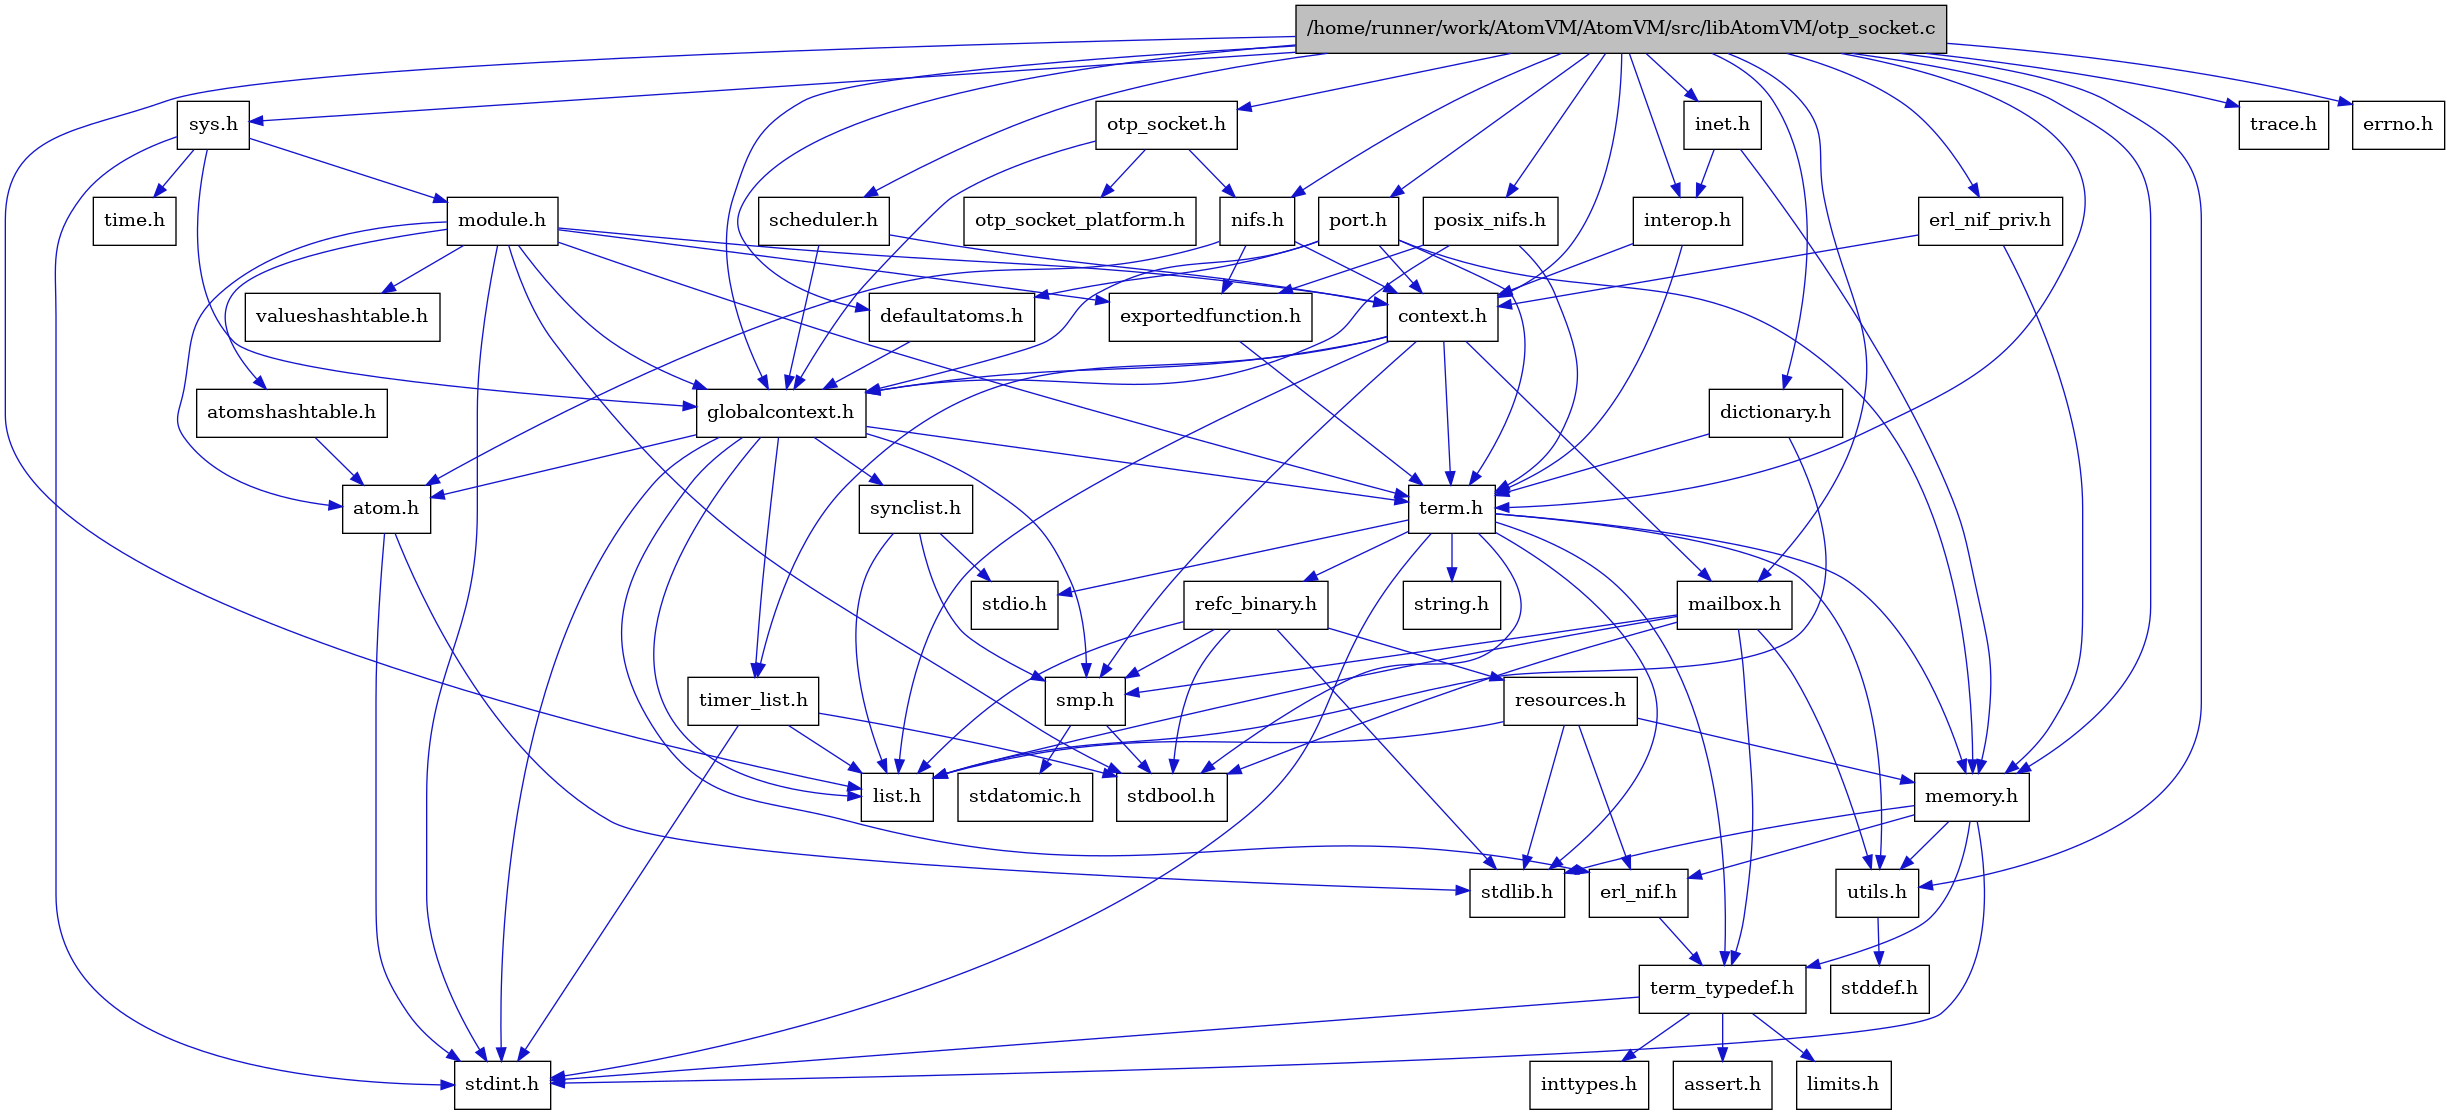 /home/runner/work/AtomVM/AtomVM/src/libAtomVM/otp_socket.c
sys.h
otp_socket.h
inet.h
trace.h
errno.h
time.h
module.h
scheduler.h
otp_socket_platform.h
nifs.h
port.h
posix_nifs.h
interop.h
erl_nif_priv.h
valueshashtable.h
defaultatoms.h
exportedfunction.h
context.h
atomshashtable.h
globalcontext.h
dictionary.h
atom.h
synclist.h
term.h
stdio.h
refc_binary.h
string.h
mailbox.h
timer_list.h
smp.h
resources.h
list.h
stdatomic.h
stdbool.h
memory.h
stdlib.h
erl_nif.h
utils.h
term_typedef.h
stddef.h
stdint.h
inttypes.h
assert.h
limits.h